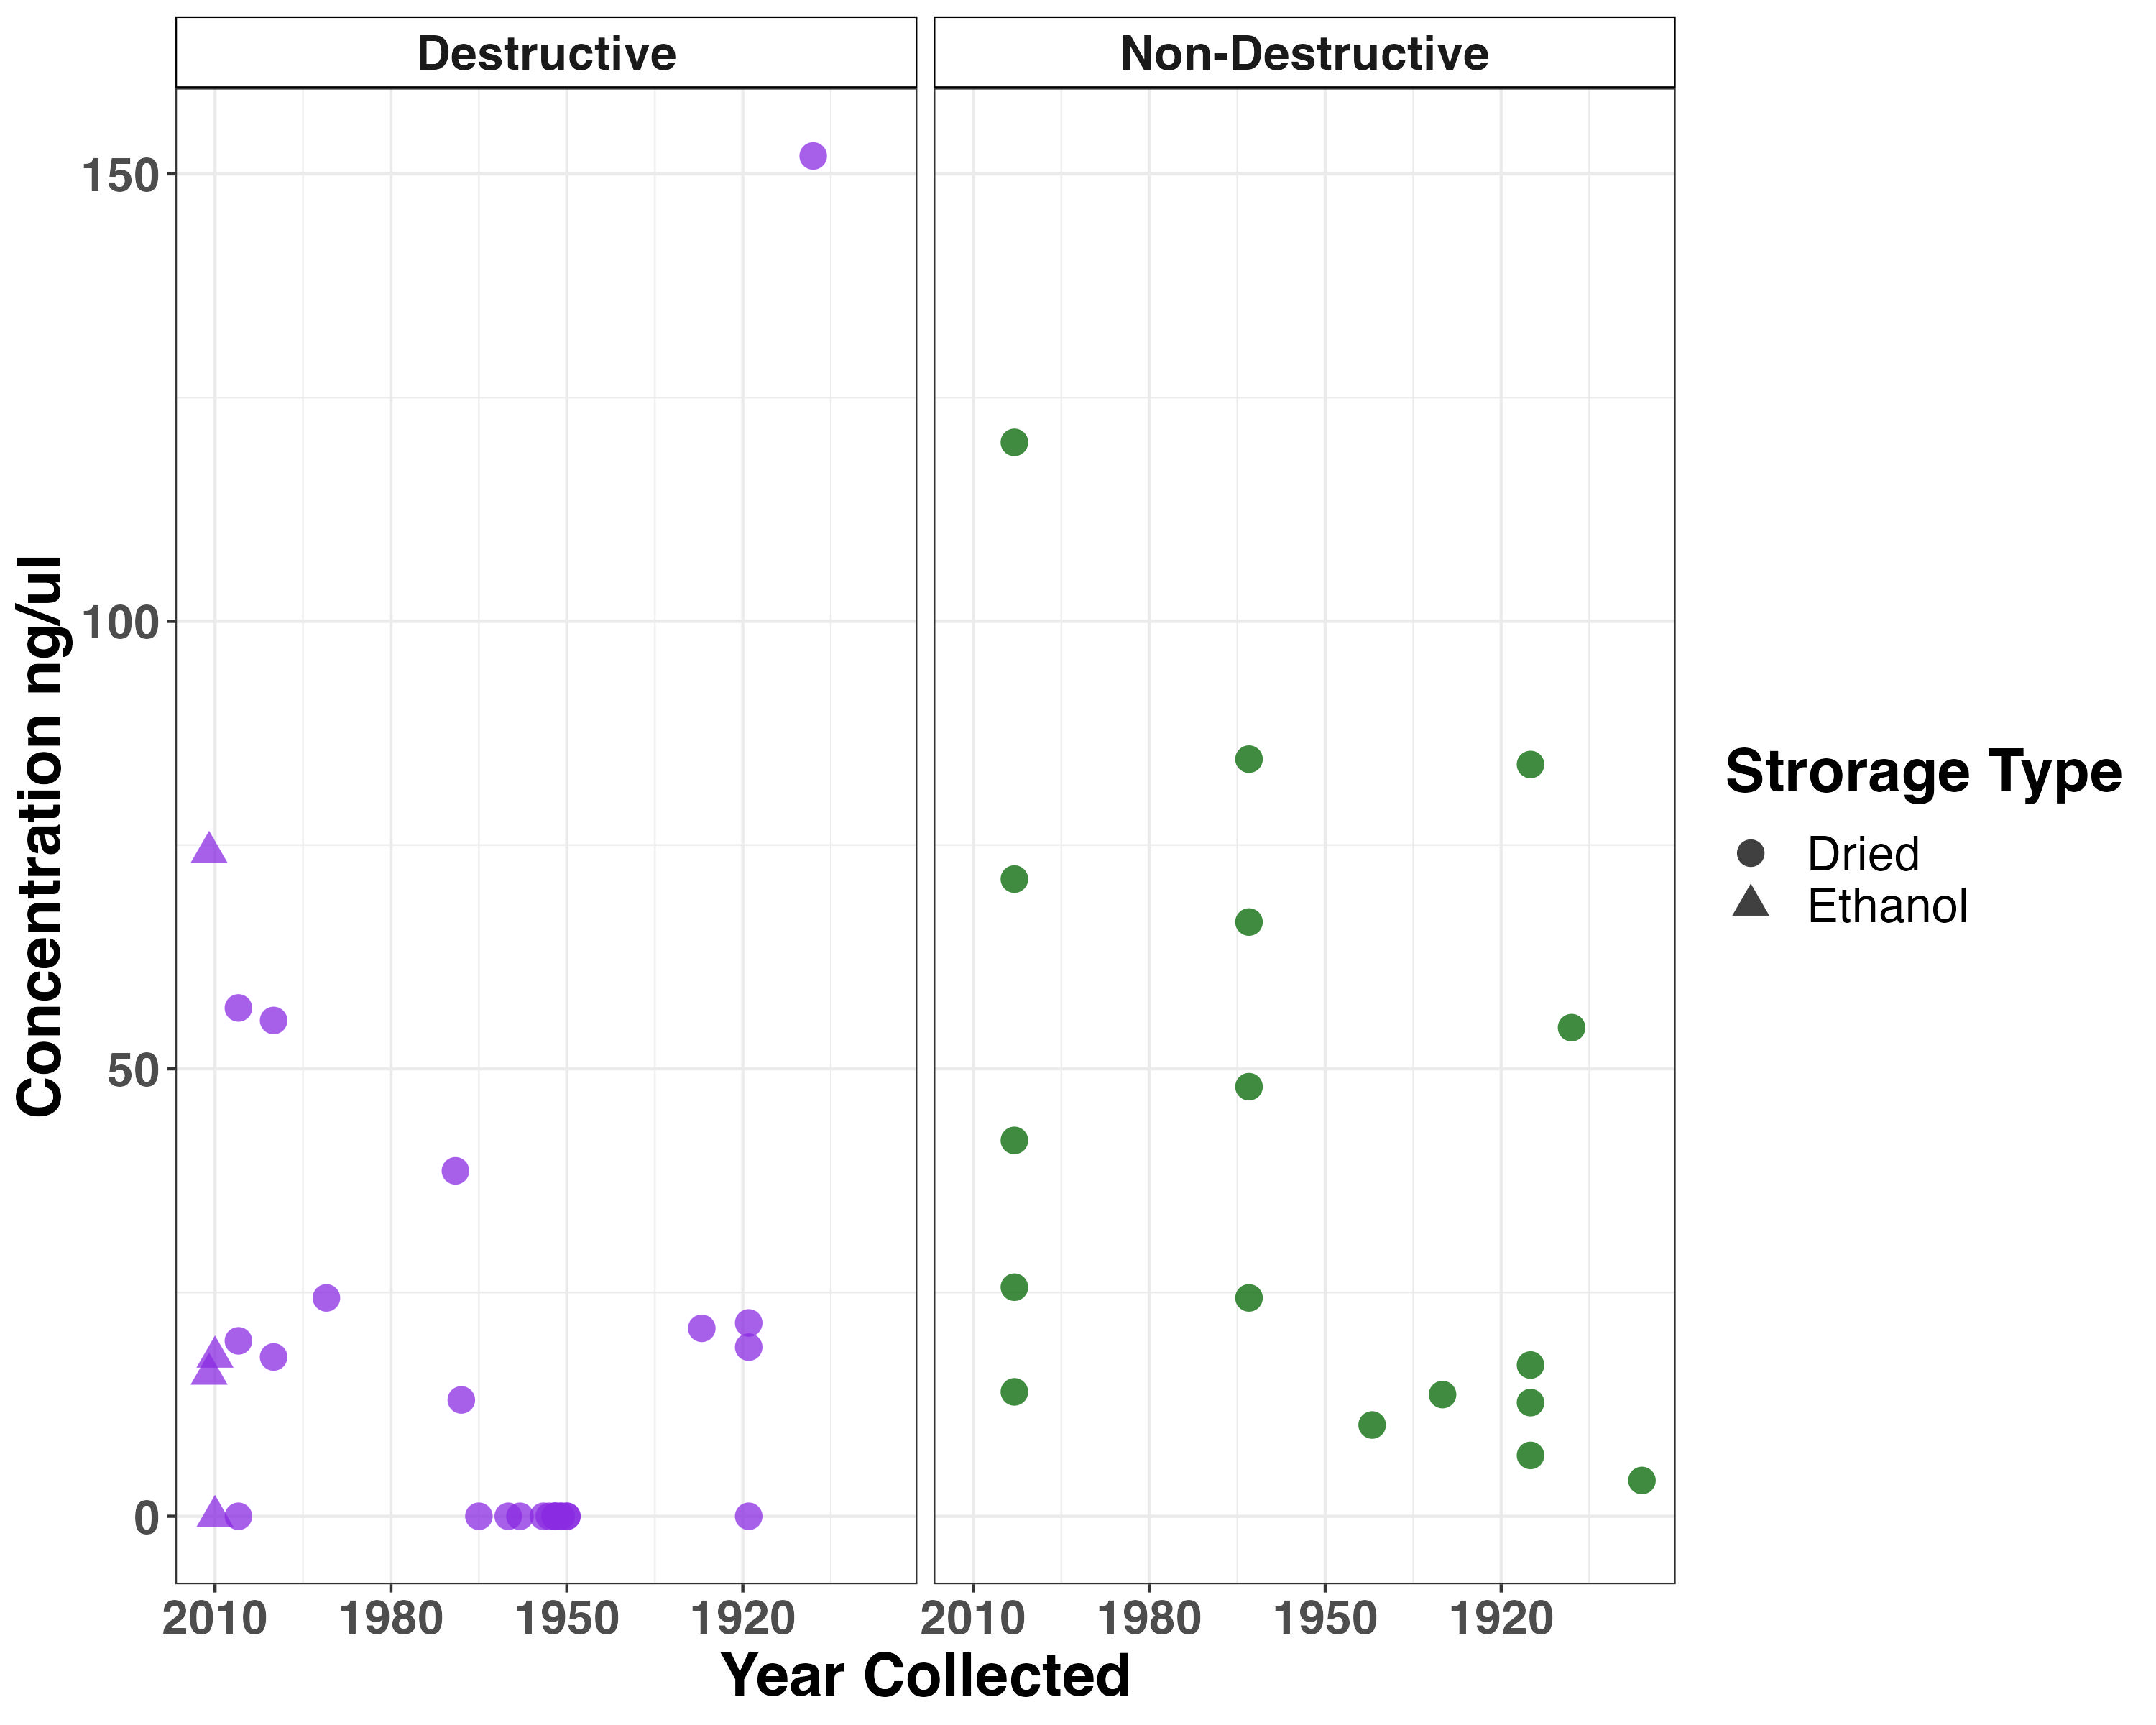 Destructive
Non-Destructive
150
100
50
0
Concentration ng/ul
2010 1980 1950 1920
2010 1980 1950 1920
Year Collected
Strorage Type
Dried
Ethanol